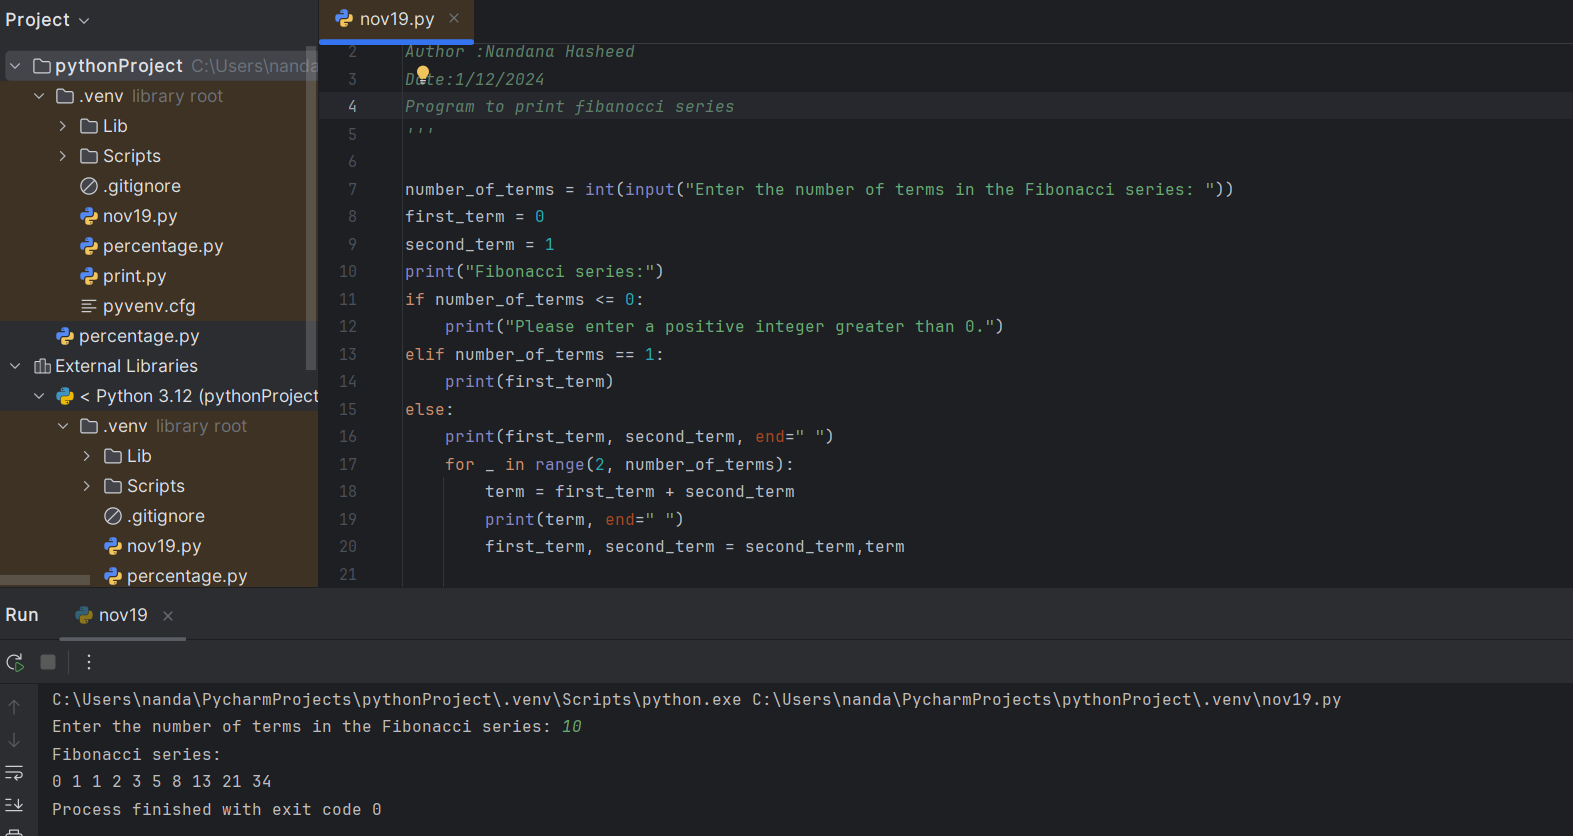 Project
nov19.py
pythonProject C:\Users\nanda
.venv library root
Lib
Scripts
.gitignore
nov19.py
percentage.py
print.py
pyvenv.cfg
percentage.py
External Libraries
< Python 3.12 (pythonProject
.venv library root
Lib
Scripts
.gitignore
nov19.py
percentage.py
2 Author :Nandana Hasheed
3 Date:1/12/2024
4 Program to print fibanocci series
5 '''
6
7 number_of_terms = int(input("Enter the number of terms in the Fibonacci series: "))
8 first_term = 0
9 second_term = 1
10 print("Fibonacci series:")
11 if number_of_terms <= 0:
12 print("Please enter a positive integer greater than 0.")
13 elif number_of_terms == 1:
14 print(first_term)
15 else:
16 print(first_term, second_term, end=" ")
17 for _ in range(2, number_of_terms):
18 term = first_term + second_term
19 print(term, end=" ")
20 first_term, second_term = second_term,term
21
Run nov19
C:\Users\nanda\PycharmProjects\pythonProject\.venv\Scripts\python.exe C:\Users\nanda\PycharmProjects\pythonProject\.venv\nov19.py
Enter the number of terms in the Fibonacci series: 10
Fibonacci series:
0 1 1 2 3 5 8 13 21 34
Process finished with exit code 0